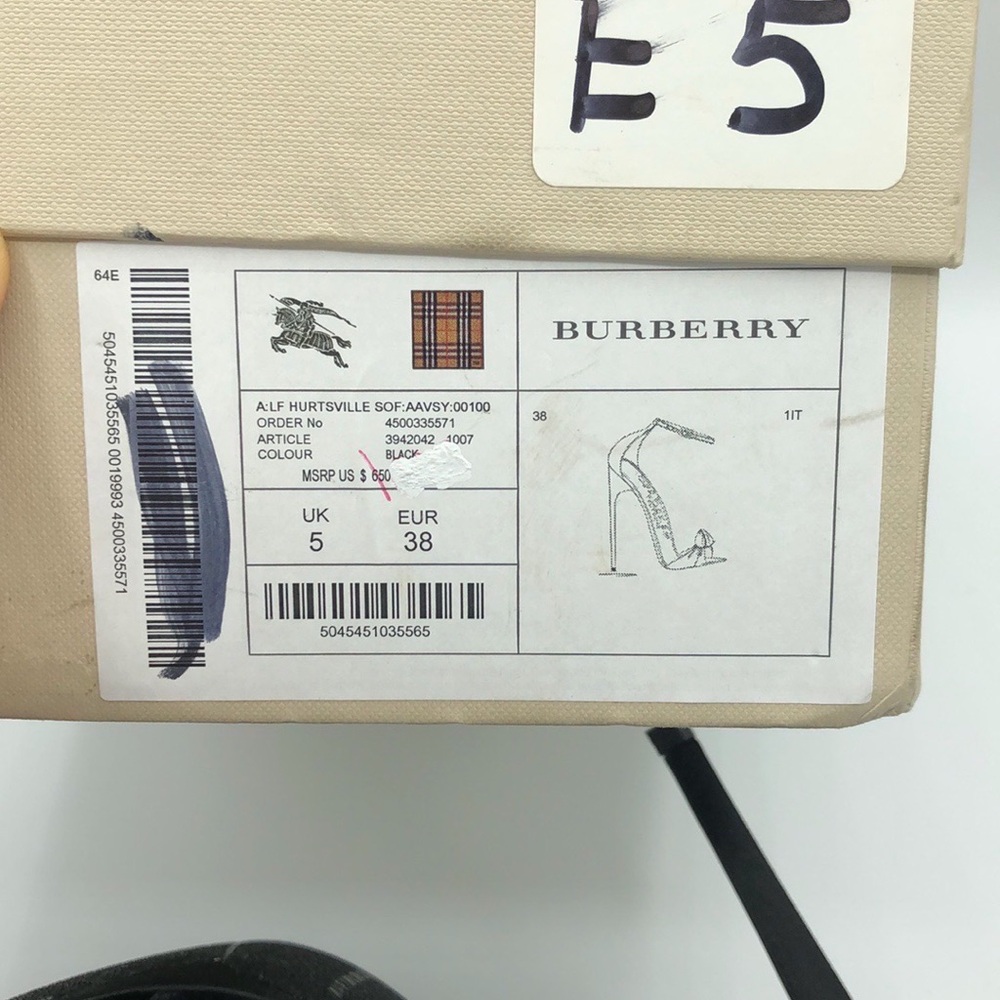 E5
64E
5045451035565 0019993 4500335571
BURBERRY
A:LF HURTSVILLE SOF:AAVSY:00100
ORDER No 4500335571
ARTICLE 3942042 1007
COLOUR BLACK
MSRP US $ 650
UK EUR
5 38
5045451035565
38 1IT